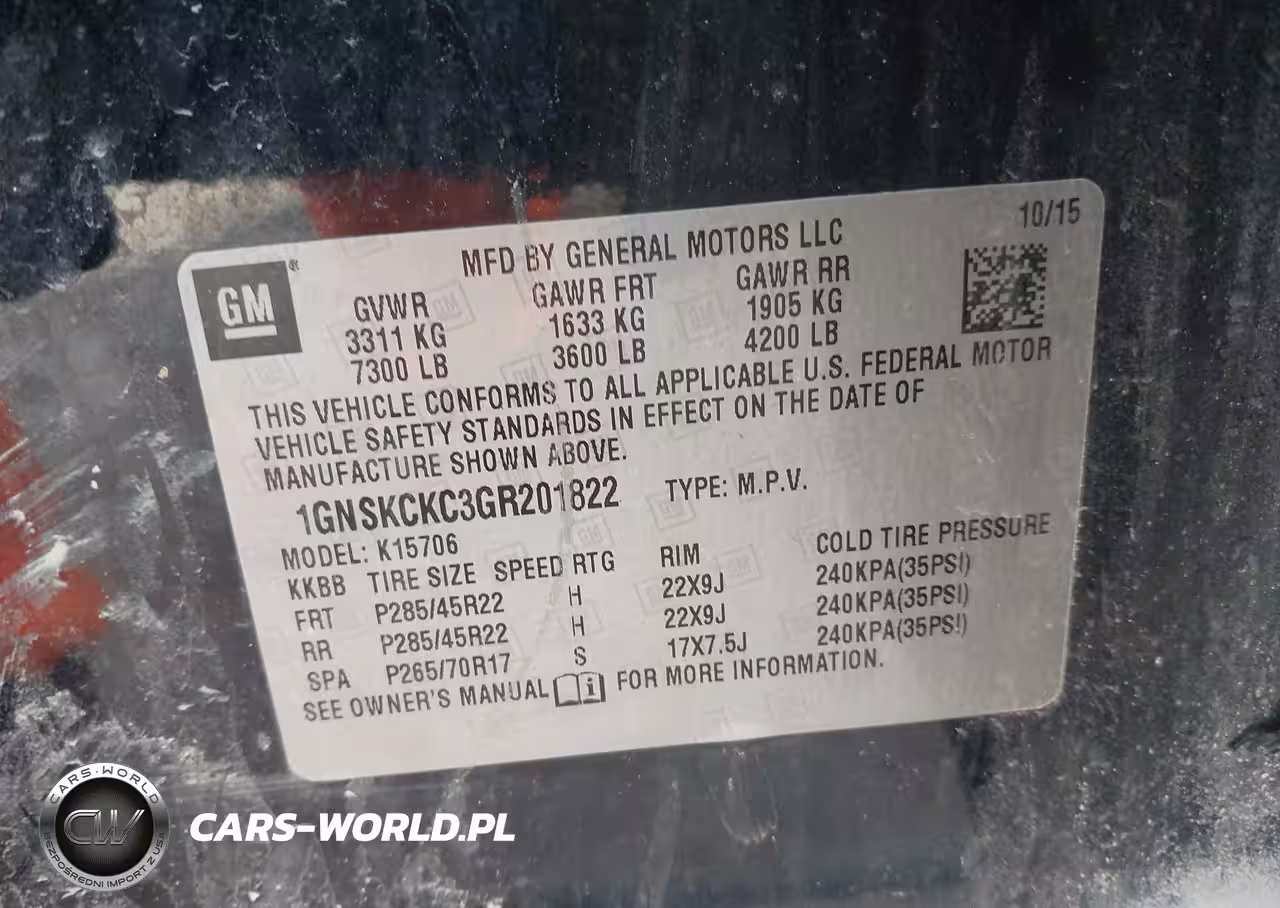 10/15
MFD BY GENERAL MOTORS LLC
GM ®
GVWR GAWR FRT GAWR RR
3311 KG 1633 KG 1905 KG
7300 LB 3600 LB 4200 LB
THIS VEHICLE CONFORMS TO ALL APPLICABLE U.S. FEDERAL MOTOR
VEHICLE SAFETY STANDARDS IN EFFECT ON THE DATE OF
MANUFACTURE SHOWN ABOVE.
1GNSKCKC3GR201822 TYPE: M.P.V.
MODEL: K15706
KKBB TIRE SIZE SPEED RTG RIM COLD TIRE PRESSURE
FRT P285/45R22 H 22X9J 240KPA(35PSI)
RR P285/45R22 H 22X9J 240KPA(35PSI)
SPA P265/70R17 S 17X7.5J 240KPA(35PSI)
SEE OWNER'S MANUAL i FOR MORE INFORMATION.
CARS-WORLD
CW
BEZPOŚREDNI IMPORT Z USA
CARS-WORLD.PL